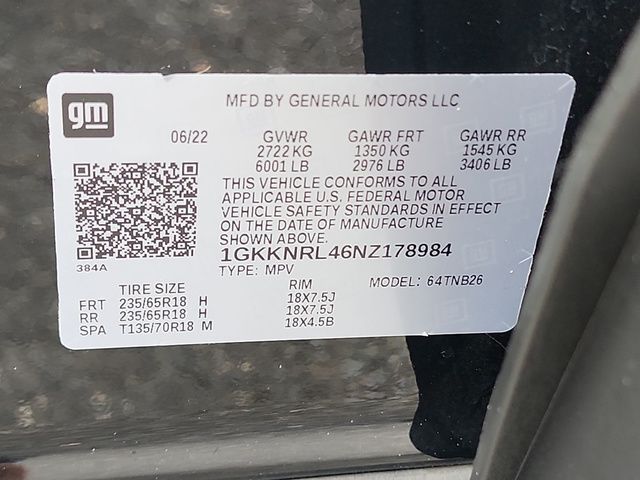 gm
MFD BY GENERAL MOTORS LLC
06/22 GVWR GAWR FRT GAWR RR
2722 KG 1350 KG 1545 KG
6001 LB 2976 LB 3406 LB
THIS VEHICLE CONFORMS TO ALL
APPLICABLE U.S. FEDERAL MOTOR
VEHICLE SAFETY STANDARDS IN EFFECT
ON THE DATE OF MANUFACTURE
SHOWN ABOVE.
1GKKNRL46NZ178984
384A
TYPE: MPV MODEL: 64TNB26
TIRE SIZE RIM
FRT 235/65R18 H 18X7.5J
RR 235/65R18 H 18X7.5J
SPA T135/70R18 M 18X4.5B